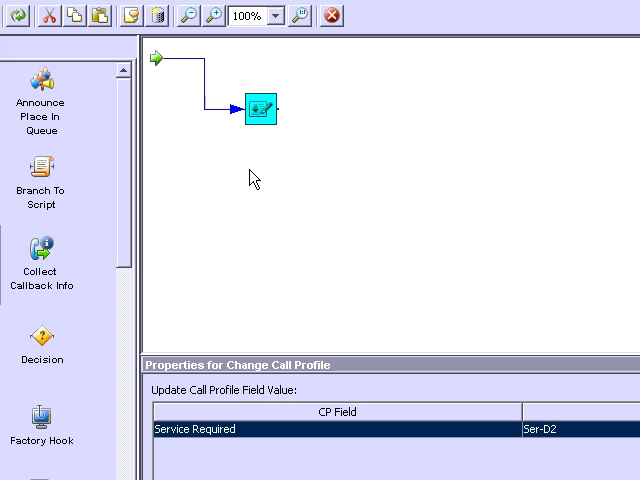 100%
Announce
Place In
Queue
Branch To
Script
Collect
Callback Info
Decision
Factory Hook
Properties for Change Call Profile
Update Call Profile Field Value:
CP Field
Service Required Ser-D2